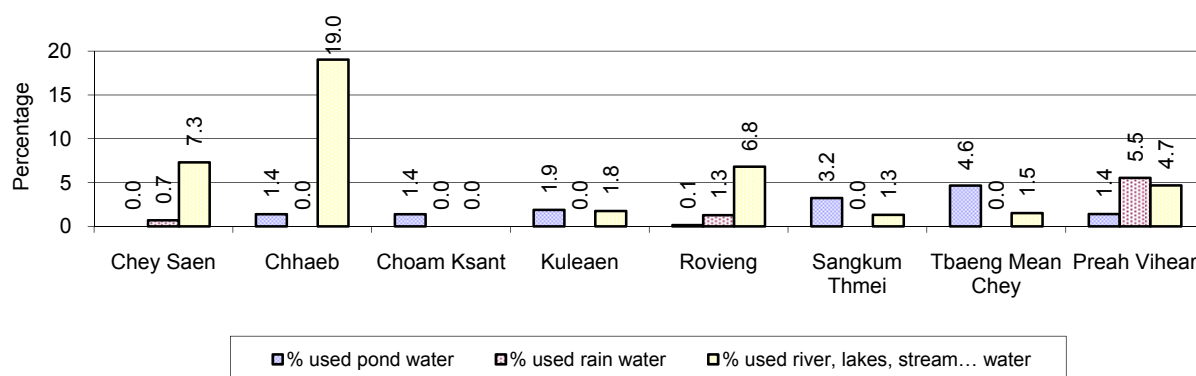 Percentage
20
15
10
5
0
0.0 0.7 7.3
1.4 0.0 19.0
1.4 0.0 0.0
1.9 0.0 1.8
0.1 1.3 6.8
3.2 0.0 1.3
4.6 0.0 1.5
1.4 5.5 4.7
Chey Saen
Chhaeb
Choam Ksant
Kuleaen
Rovieng
Sangkum
Thmei
Tbaeng Mean
Chey
Preah Vihear
% used pond water
% used rain water
% used river, lakes, stream… water